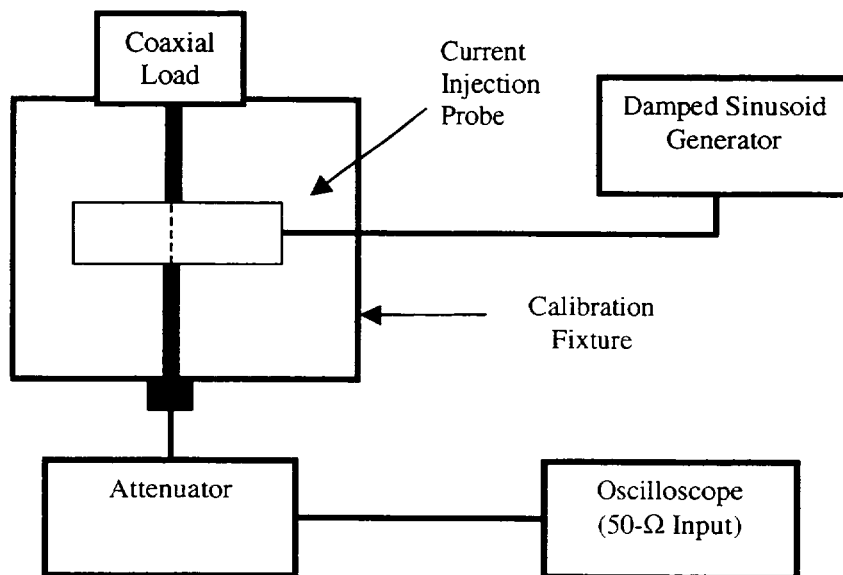 Coaxial
Load
Current
Injection
Probe
Damped Sinusoid
Generator
Calibration
Fixture
Attenuator
Oscilloscope
(50-Ω Input)